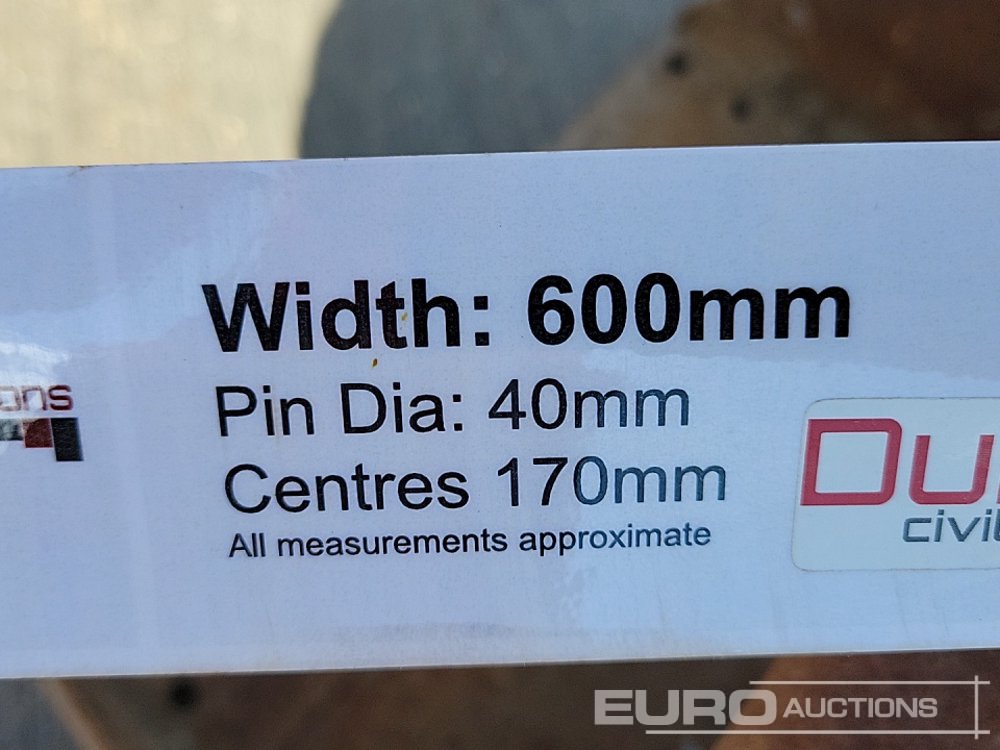 Width: 600mm
Pin Dia: 40mm
Centres 170mm
All measurements approximate
EURO AUCTIONS